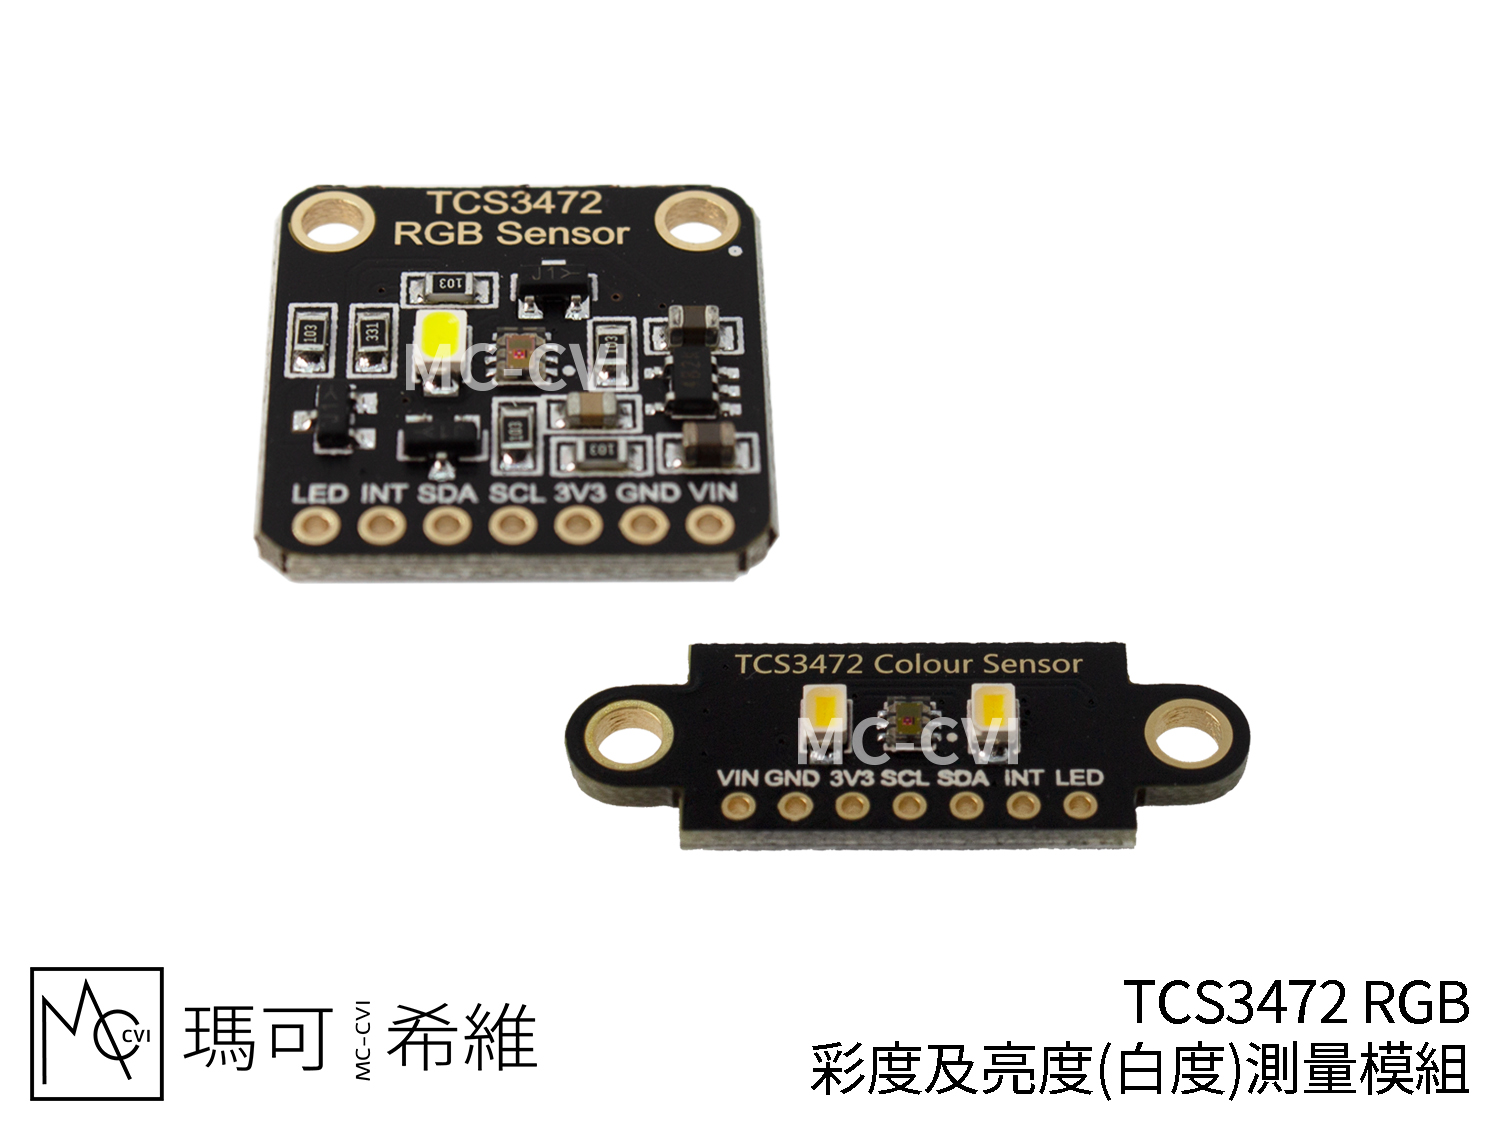 TCS3472
RGB Sensor
J1>
103
103
331
103
MC-CVI
J1>
103
103
LED INT SDA SCL 3V3 GND VIN
TCS3472 Colour Sensor
MC-CVI
VIN GND 3V3 SCL SDA INT LED
CVI
瑪可 MC-CVI 希維
TCS3472 RGB
彩度及亮度(白度)測量模組